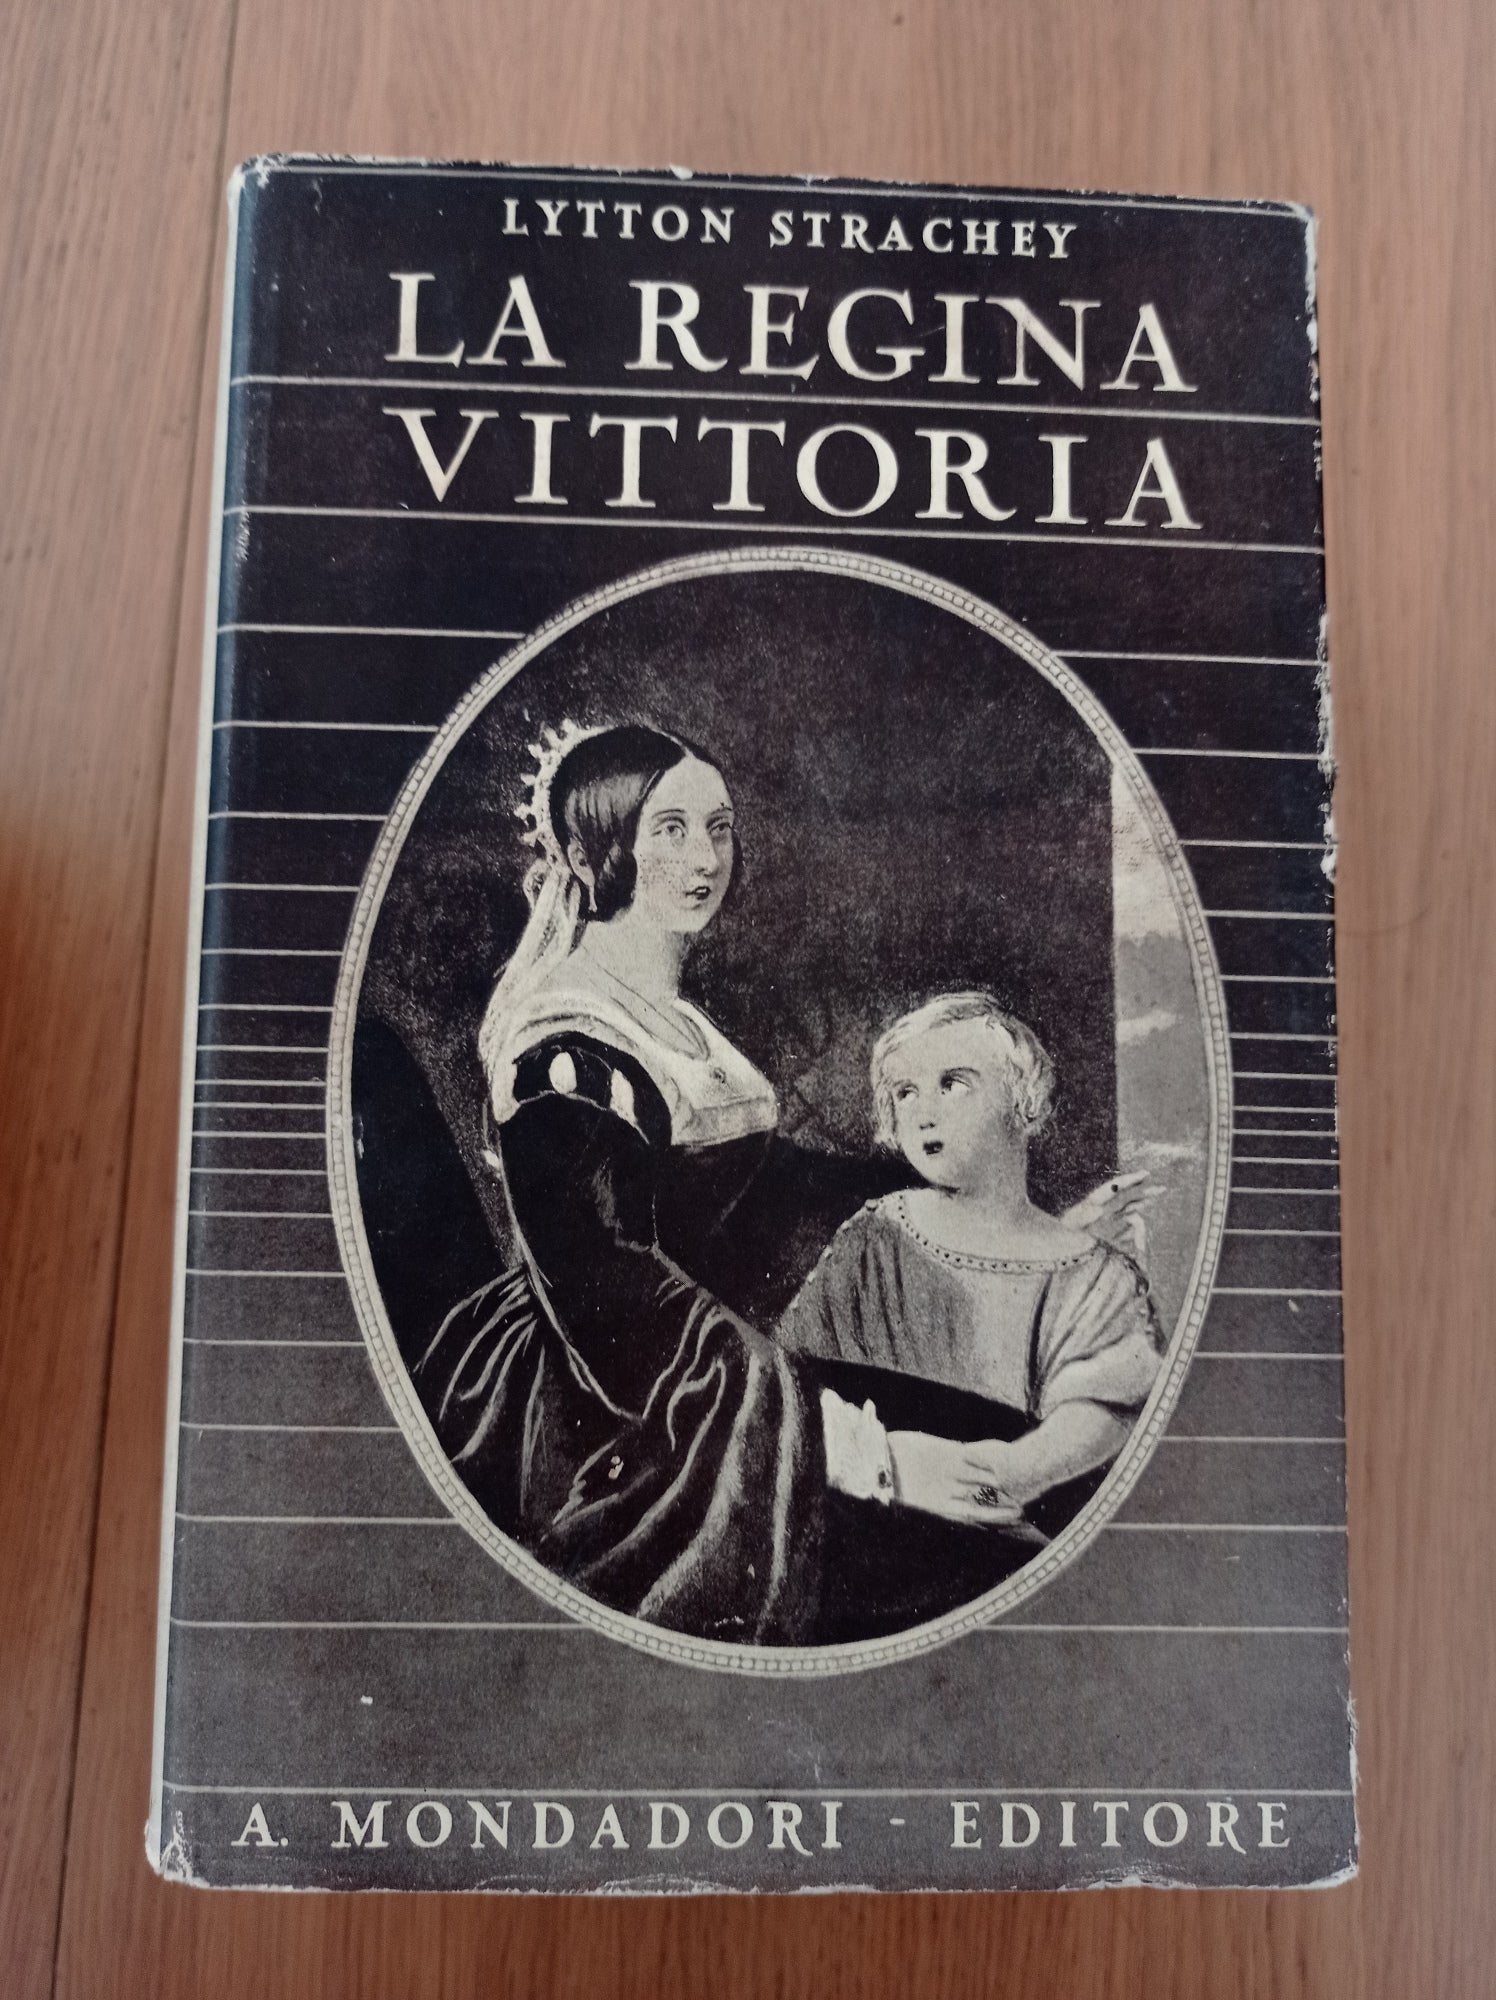 LYTTON STRACHEY
LA REGINA
VITTORIA
A. MONDADORI - EDITORE